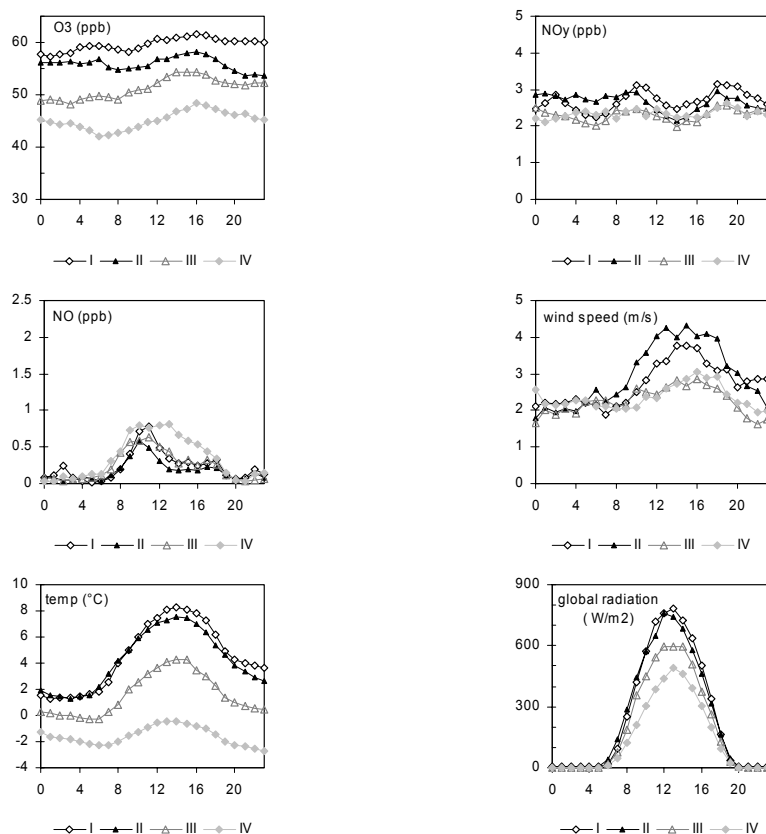 O3 (ppb)
60
50
40
30
0 4 8 12 16 20
I II III IV
NOy (ppb)
5
4
3
2
1
0
0 4 8 12 16 20
I II III IV
NO (ppb)
2.5
2
1.5
1
0.5
0
0 4 8 12 16 20
I II III IV
wind speed (m/s)
5
4
3
2
1
0
0 4 8 12 16 20
I II III IV
temp (°C)
10
8
6
4
2
0
-2
-4
0 4 8 12 16 20
I II III IV
global radiation
( W/m2)
900
600
300
0
0 4 8 12 16 20
I II III IV